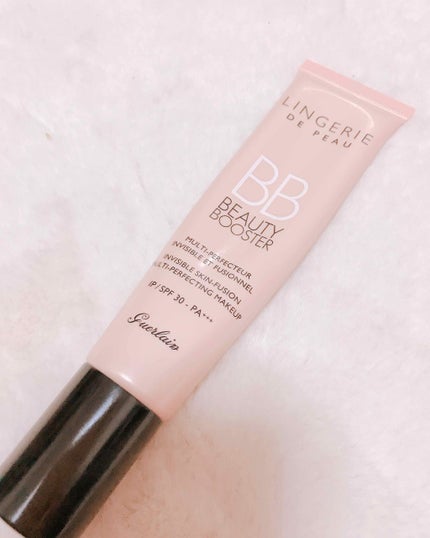 LINGERIE
DE PEAU
BB
BEAUTY
BOOSTER
MULTI-PERFECTEUR
INVISIBLE ET FUSIONNEL
INVISIBLE SKIN-FUSION
MULTI-PERFECTING MAKEUP
IP / SPF 30 - PA+++
Guerlain